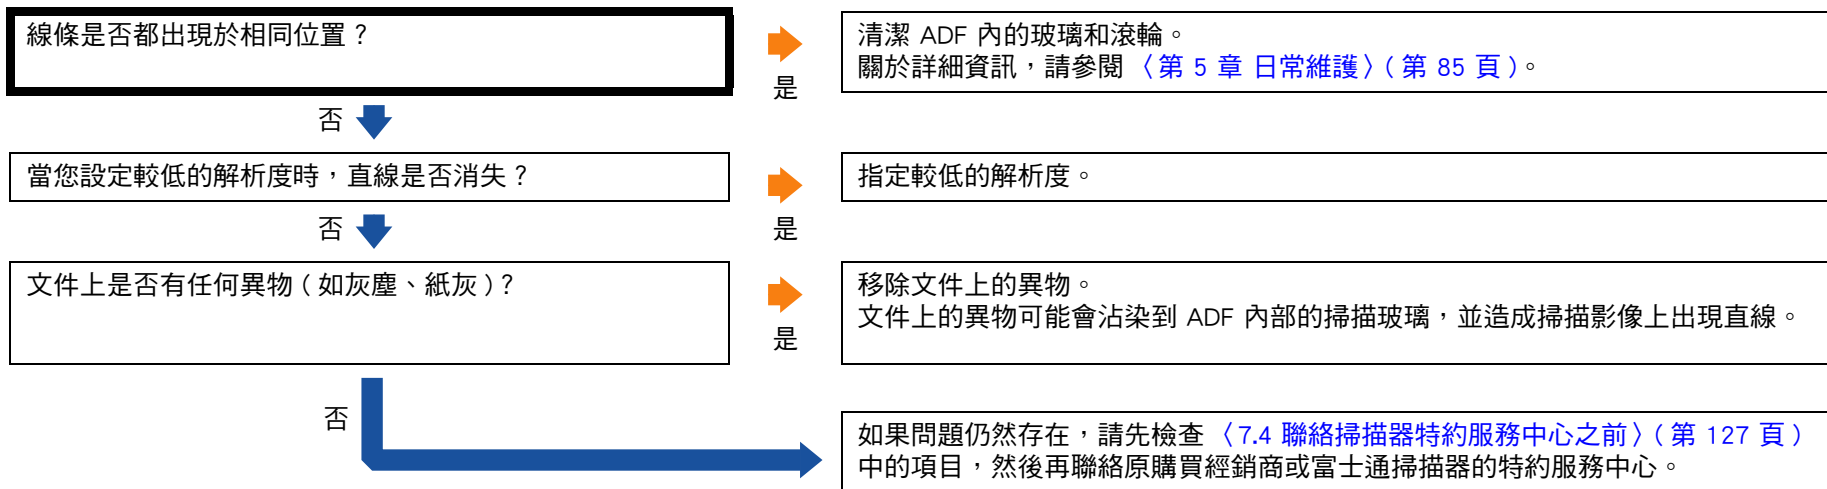 線條是否都出現於相同位置？
是
清潔 ADF 內的玻璃和滾輪。
關於詳細資訊，請參閱 〈第 5 章 日常維護〉( 第 85 頁 )。
否
當您設定較低的解析度時，直線是否消失？
是
指定較低的解析度。
否
文件上是否有任何異物 ( 如灰塵、紙灰 )？
是
移除文件上的異物。
文件上的異物可能會沾染到 ADF 內部的掃描玻璃，並造成掃描影像上出現直線。
否
如果問題仍然存在，請先檢查 〈7.4 聯絡掃描器特約服務中心之前〉( 第 127 頁 )
中的項目，然後再聯絡原購買經銷商或富士通掃描器的特約服務中心。